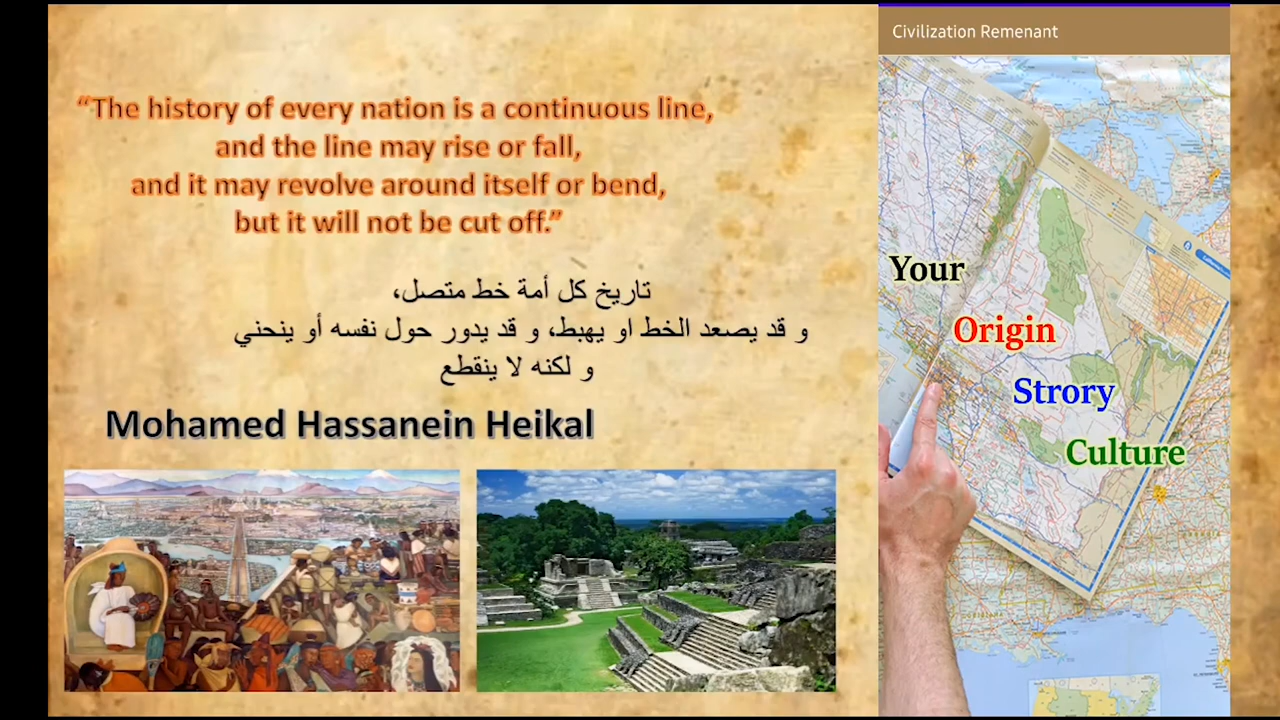 “The history of every nation is a continuous line,
and the line may rise or fall,
and it may revolve around itself or bend,
but it will not be cut off.”
تاريخ كل أمة خط متصل،
و قد يصعد الخط او يهبط، و قد يدور حول نفسه أو ينحني
و لكنه لا ينقطع
Mohamed Hassanein Heikal
Civilization Remenant
Your
Origin
Strory
Culture